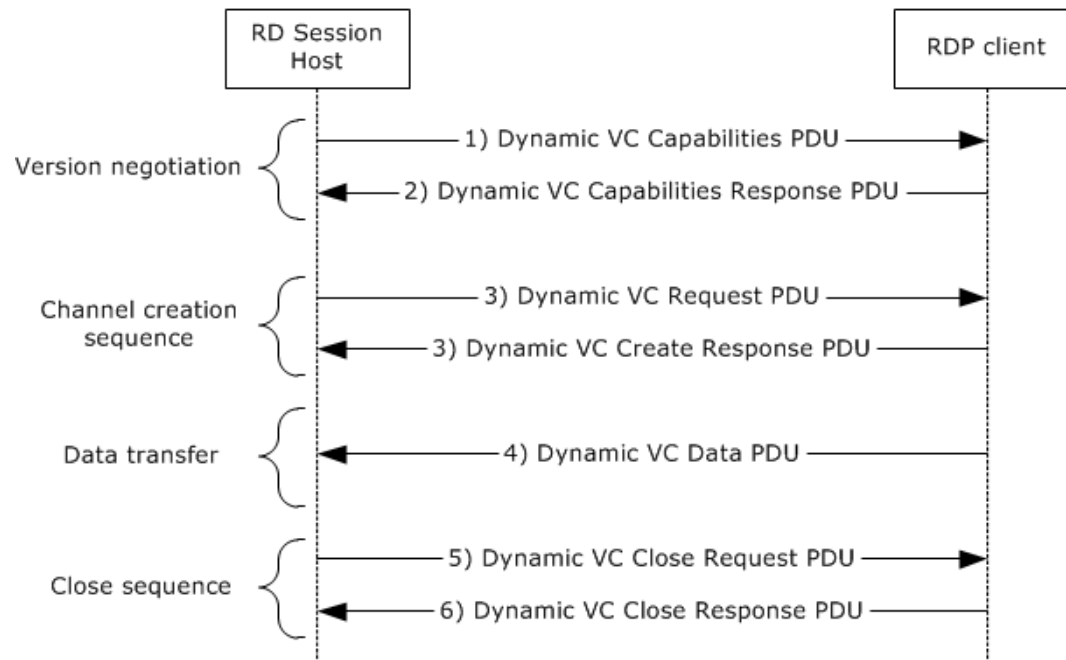 RD Session
Host
RDP client
Version negotiation
1) Dynamic VC Capabilities PDU
2) Dynamic VC Capabilities Response PDU
Channel creation
sequence
3) Dynamic VC Request PDU
3) Dynamic VC Create Response PDU
Data transfer
4) Dynamic VC Data PDU
Close sequence
5) Dynamic VC Close Request PDU
6) Dynamic VC Close Response PDU